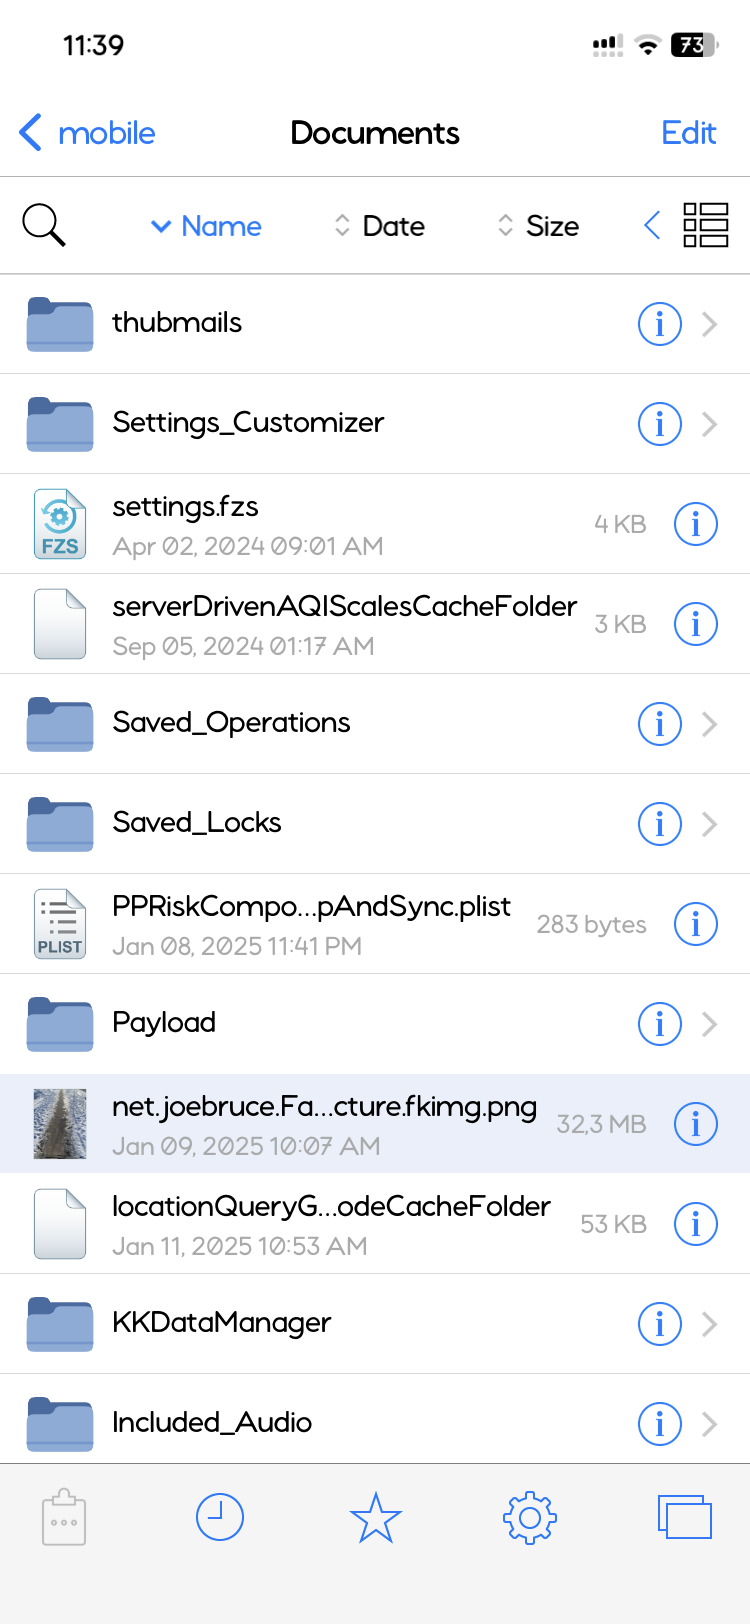 11:39
73
mobile
Documents
Edit
Name
Date
Size
thubmails
Settings_Customizer
FZS
settings.fzs
Apr 02, 2024 09:01 AM
4 KB
serverDrivenAQIScalesCacheFolder
Sep 05, 2024 01:17 AM
3 KB
Saved_Operations
Saved_Locks
PLIST
PPRiskCompo...pAndSync.plist
Jan 08, 2025 11:41 PM
283 bytes
Payload
net.joebruce.Fa...cture.fkimg.png
Jan 09, 2025 10:07 AM
32,3 MB
locationQueryG...odeCacheFolder
Jan 11, 2025 10:53 AM
53 KB
KKDataManager
Included_Audio